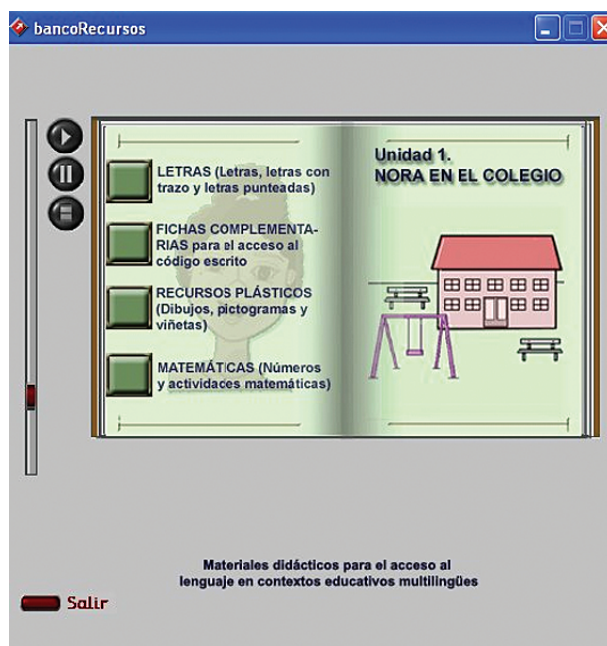 bancoRecursos
LETRAS (Letras, letras con
trazo y letras punteadas)
FICHAS COMPLEMENTA-
RIAS para el acceso al
código escrito
RECURSOS PLÁSTICOS
(Dibujos, pictogramas y
viñetas)
MATEMÁTICAS (Números
y actividades matemáticas)
Unidad 1.
NORA EN EL COLEGIO
Materiales didácticos para el acceso al
lenguaje en contextos educativos multilingües
Salir